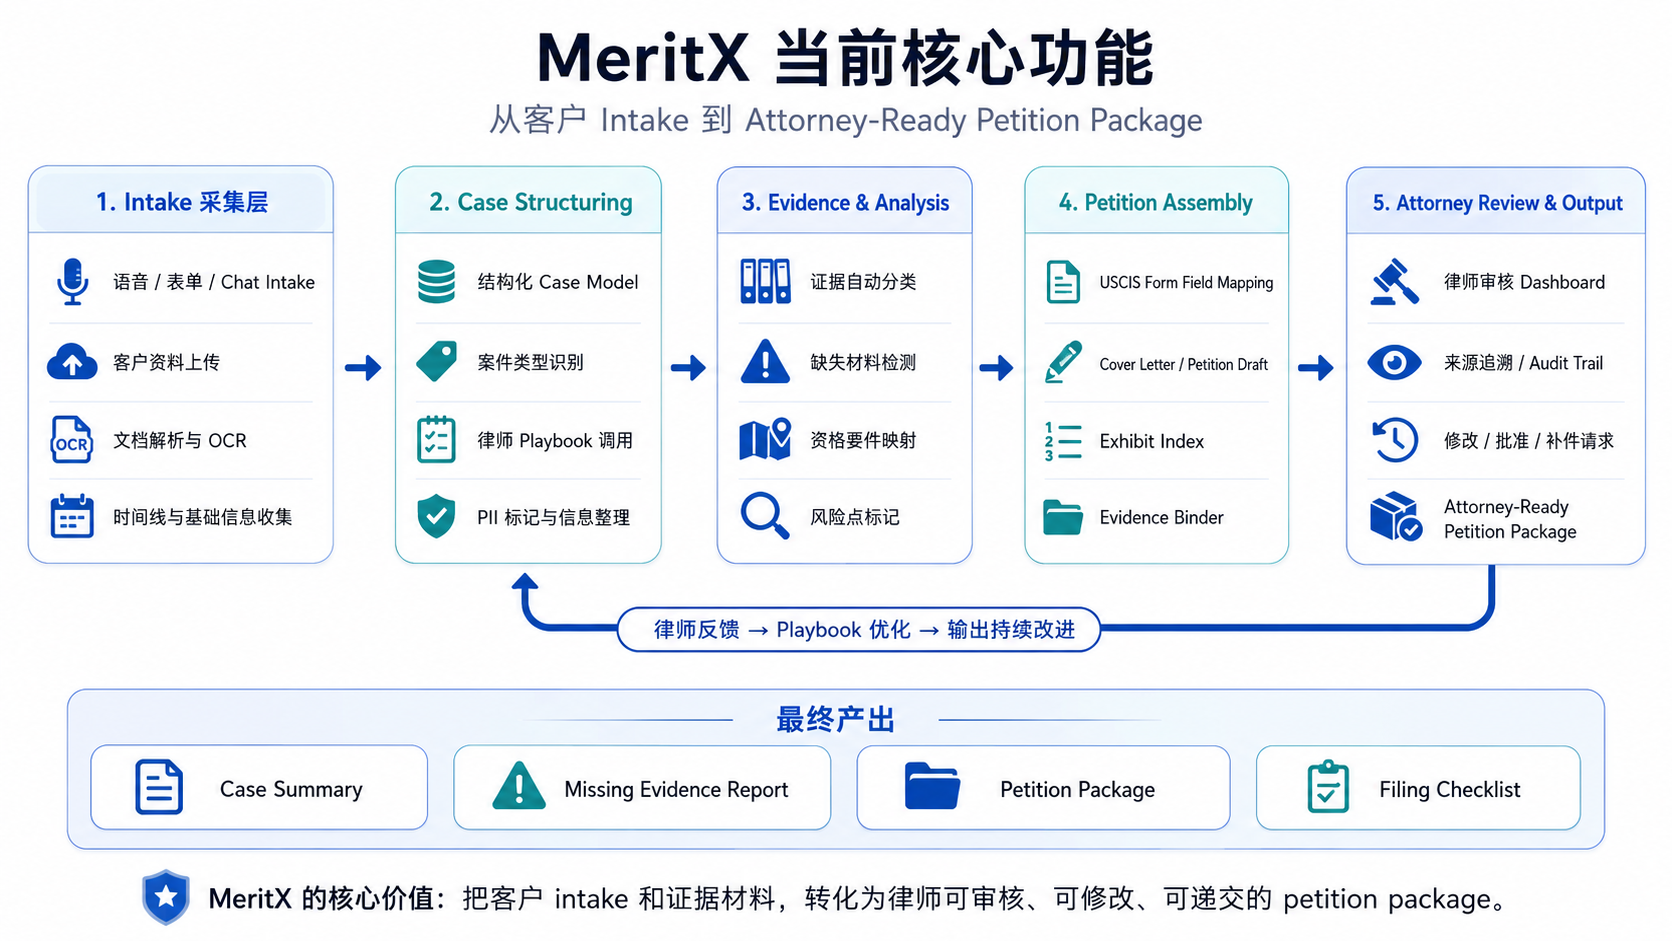 MeritX 当前核心功能
从客户 Intake 到 Attorney-Ready Petition Package
1. Intake 采集层
语音 / 表单 / Chat Intake
客户资料上传
OCR
文档解析与 OCR
时间线与基础信息收集
2. Case Structuring
结构化 Case Model
案件类型识别
律师 Playbook 调用
PII 标记与信息整理
3. Evidence & Analysis
证据自动分类
缺失材料检测
资格要件映射
风险点标记
4. Petition Assembly
USCIS Form Field Mapping
Cover Letter / Petition Draft
1
2
3
Exhibit Index
Evidence Binder
5. Attorney Review & Output
律师审核 Dashboard
来源追溯 / Audit Trail
修改 / 批准 / 补件请求
Attorney-Ready
Petition Package
律师反馈 → Playbook 优化 → 输出持续改进
最终产出
Case Summary
Missing Evidence Report
Petition Package
Filing Checklist
MeritX 的核心价值：把客户 intake 和证据材料，转化为律师可审核、可修改、可递交的 petition package。